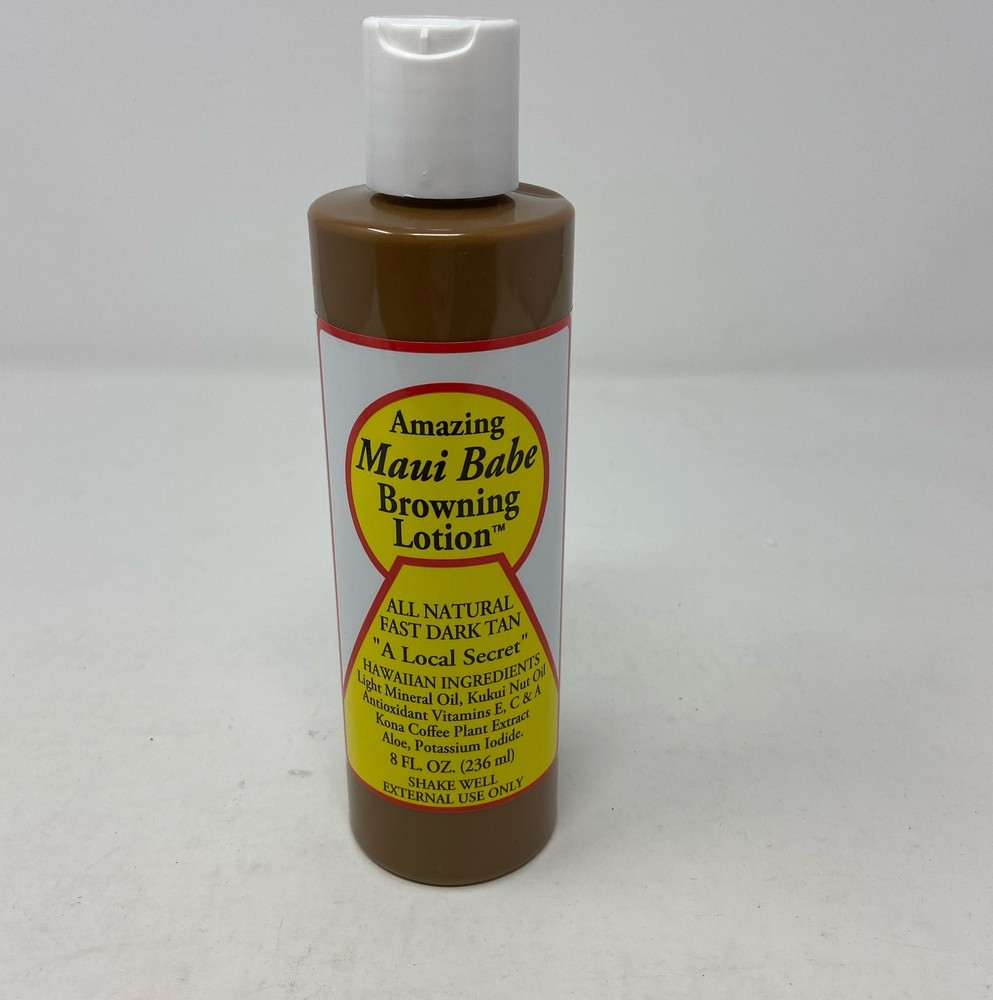 Amazing
Maui Babe
Browning
Lotion™
ALL NATURAL
FAST DARK TAN
"A Local Secret"
HAWAIIAN INGREDIENTS
Light Mineral Oil, Kukui Nut Oil
Antioxidant Vitamins E, C & A
Kona Coffee Plant Extract
Aloe, Potassium Iodide.
8 FL. OZ. (236 ml)
SHAKE WELL
EXTERNAL USE ONLY